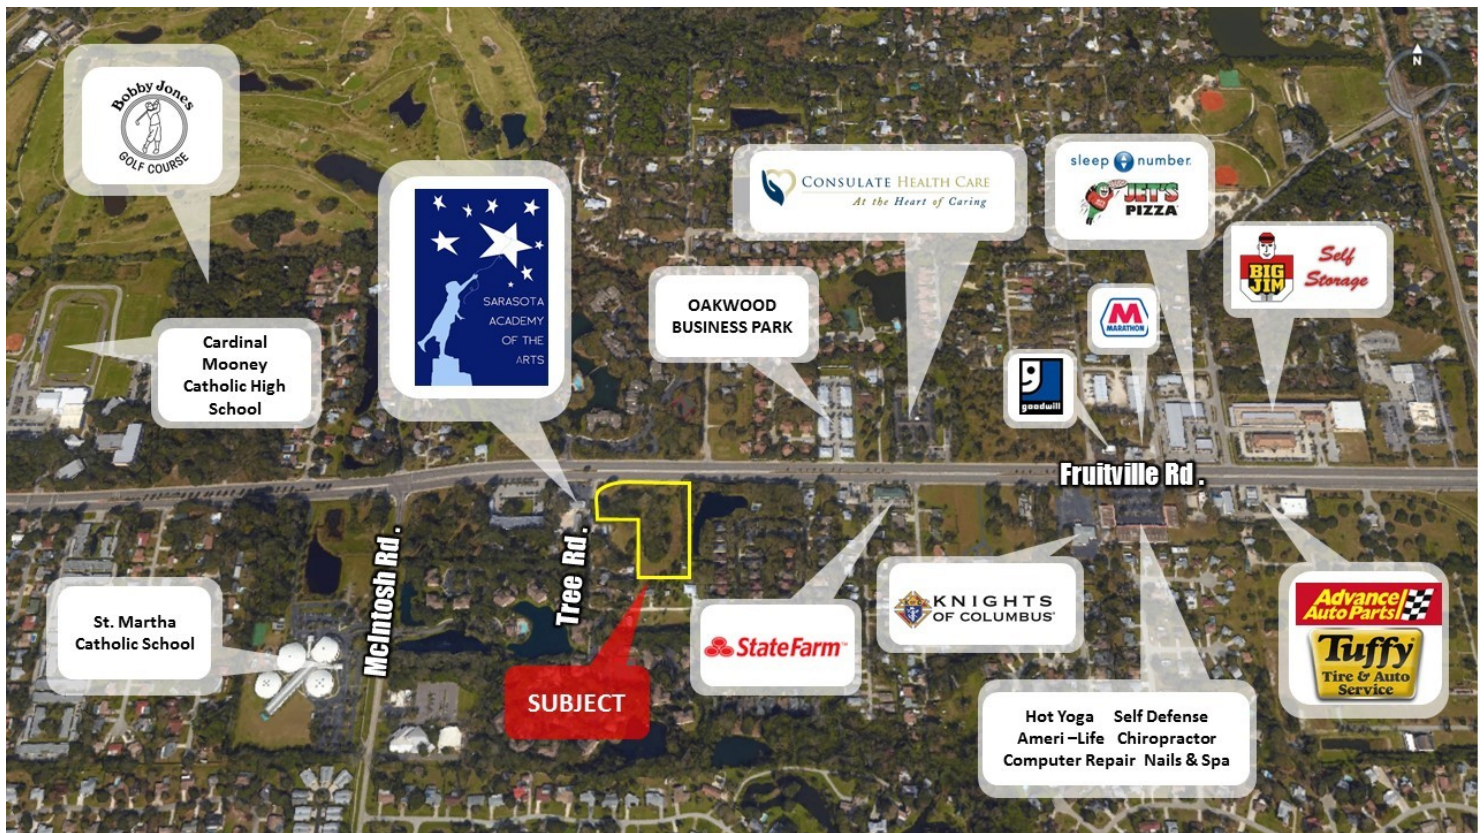 Bobby Jones
GOLF COURSE
N
sleep number.
JET'S
PIZZA
CONSULATE HEALTH CARE
At the Heart of Caring
SARASOTA
ACADEMY
OF THE
ARTS
BIG
JIM
Self
Storage
OAKWOOD
BUSINESS PARK
M
MARATHON
Cardinal
Mooney
Catholic High
School
g
goodwill
Fruitville Rd .
McIntosh Rd .
Tree Rd .
St. Martha
Catholic School
StateFarm™
KNIGHTS
OF COLUMBUS®
Advance
Auto Parts
Tuffy
Tire & Auto
Service
SUBJECT
Hot Yoga Self Defense
Ameri –Life Chiropractor
Computer Repair Nails & Spa